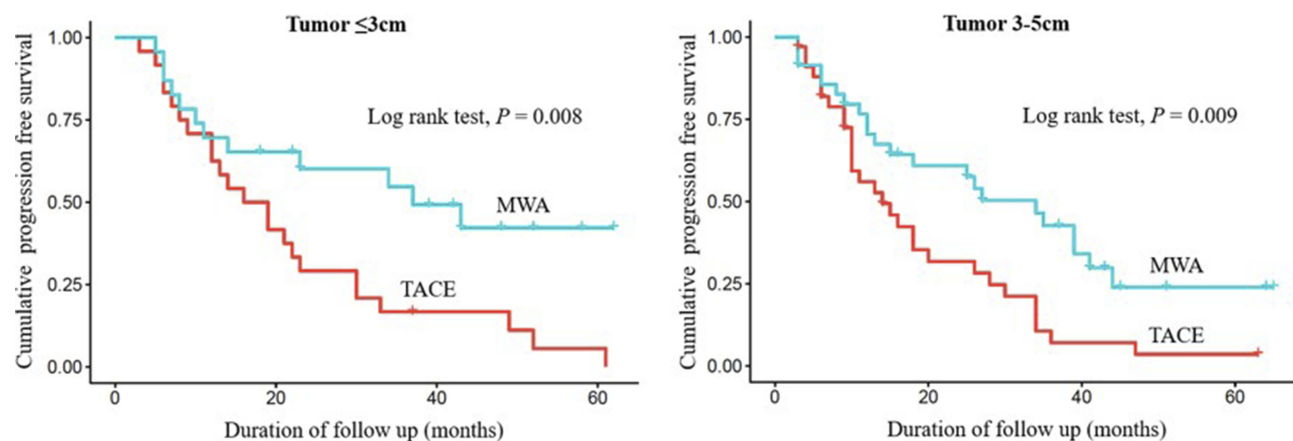 Tumor ≤3cm
Cumulative progression free survival
1.00
0.75
0.50
0.25
0.00
Log rank test, P = 0.008
MWA
TACE
0 20 40 60
Duration of follow up (months)
Tumor 3-5cm
Cumulative progression free survival
1.00
0.75
0.50
0.25
0.00
Log rank test, P = 0.009
MWA
TACE
0 20 40 60
Duration of follow up (months)